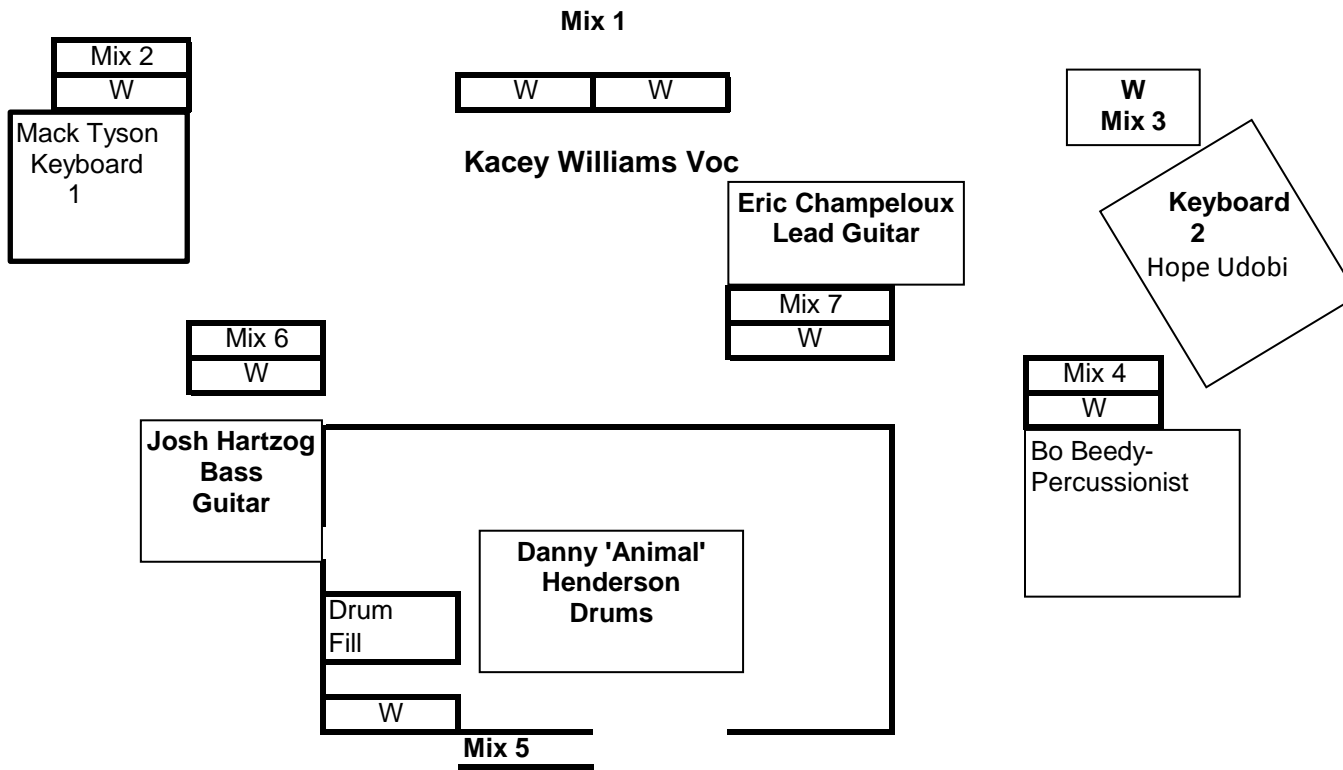 Mix 1
Mix 2
W
W W
W
Mix 3
Mack Tyson
Keyboard
1
Kacey Williams Voc
Eric Champeloux
Lead Guitar
Keyboard
2
Hope Udobi
Mix 7
W
Mix 6
W
Mix 4
W
Josh Hartzog
Bass
Guitar
Bo Beedy-
Percussionist
Danny 'Animal'
Henderson
Drums
Drum
Fill
W
Mix 5